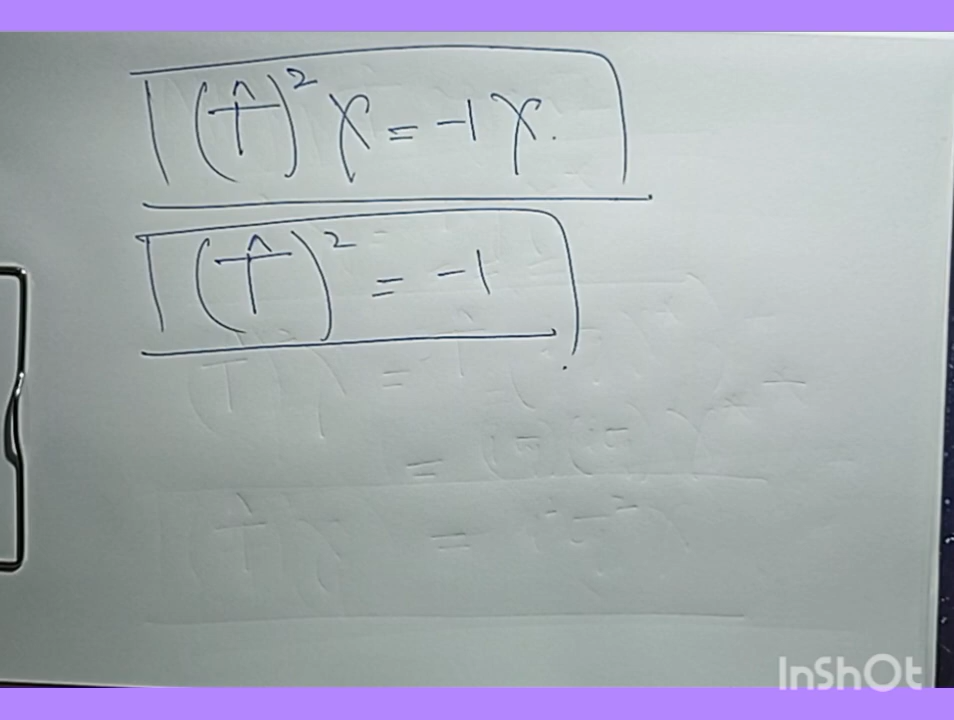 (T̂)² χ = -1 χ.
(T̂)² = -1
InShOt